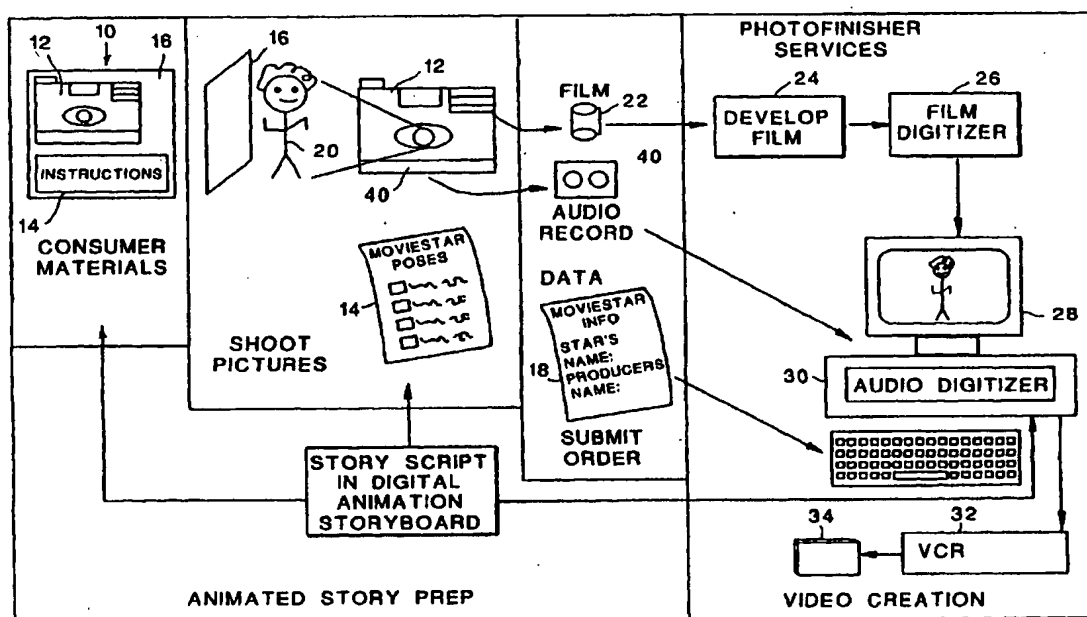 10
12
16
INSTRUCTIONS
14
CONSUMER
MATERIALS
16
12
20
40
MOVIESTAR
POSES
14
SHOOT
PICTURES
FILM
22
40
AUDIO
RECORD
DATA
MOVIESTAR
INFO
STAR'S
NAME:
18
PRODUCERS
NAME:
SUBMIT
ORDER
STORY SCRIPT
IN DIGITAL
ANIMATION
STORYBOARD
ANIMATED STORY PREP
PHOTOFINISHER
SERVICES
24
26
DEVELOP
FILM
FILM
DIGITIZER
28
30
AUDIO DIGITIZER
34
32
VCR
VIDEO CREATION